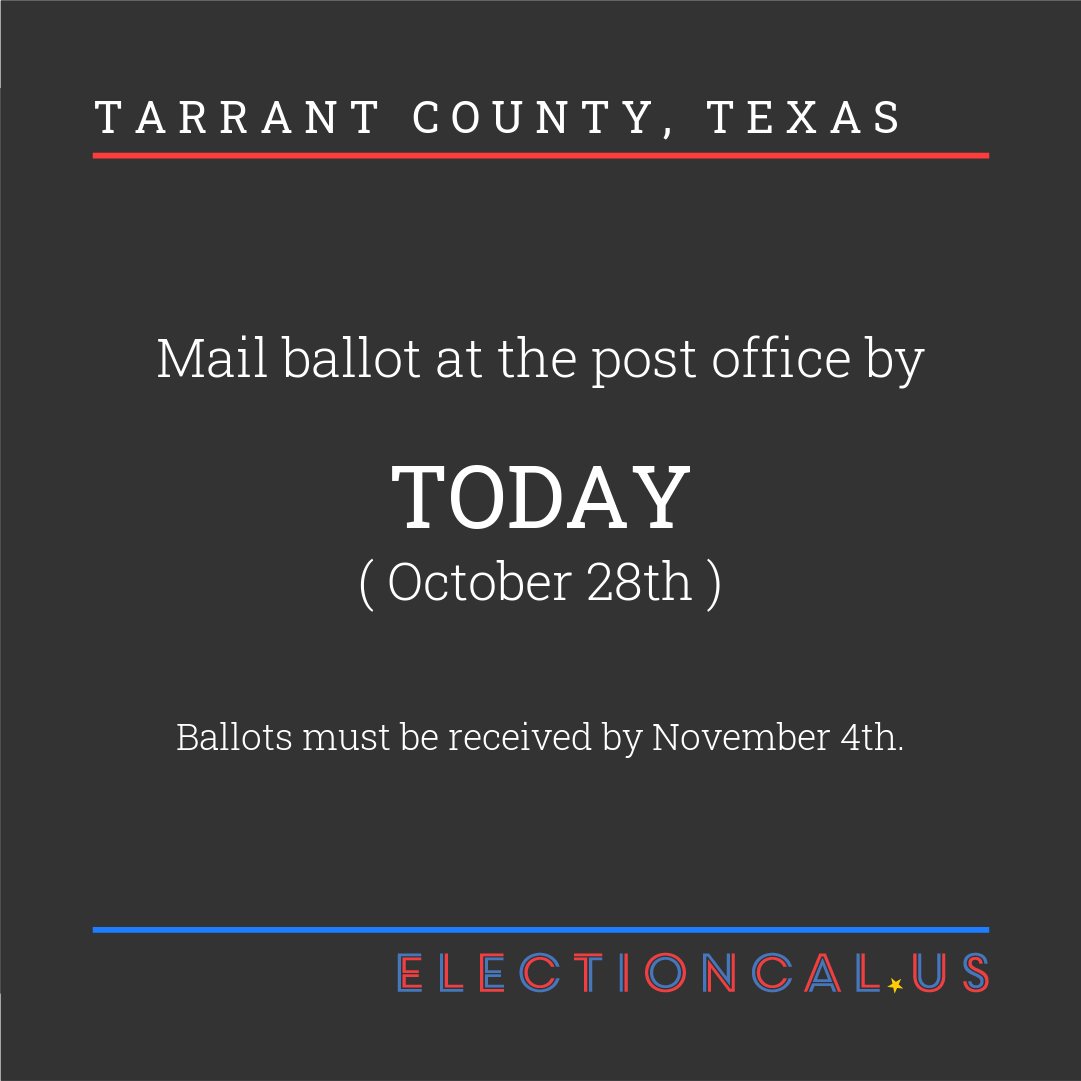 TARRANT COUNTY, TEXAS
Mail ballot at the post office by
TODAY
( October 28th )
Ballots must be received by November 4th.
ELECTIONCAL.US